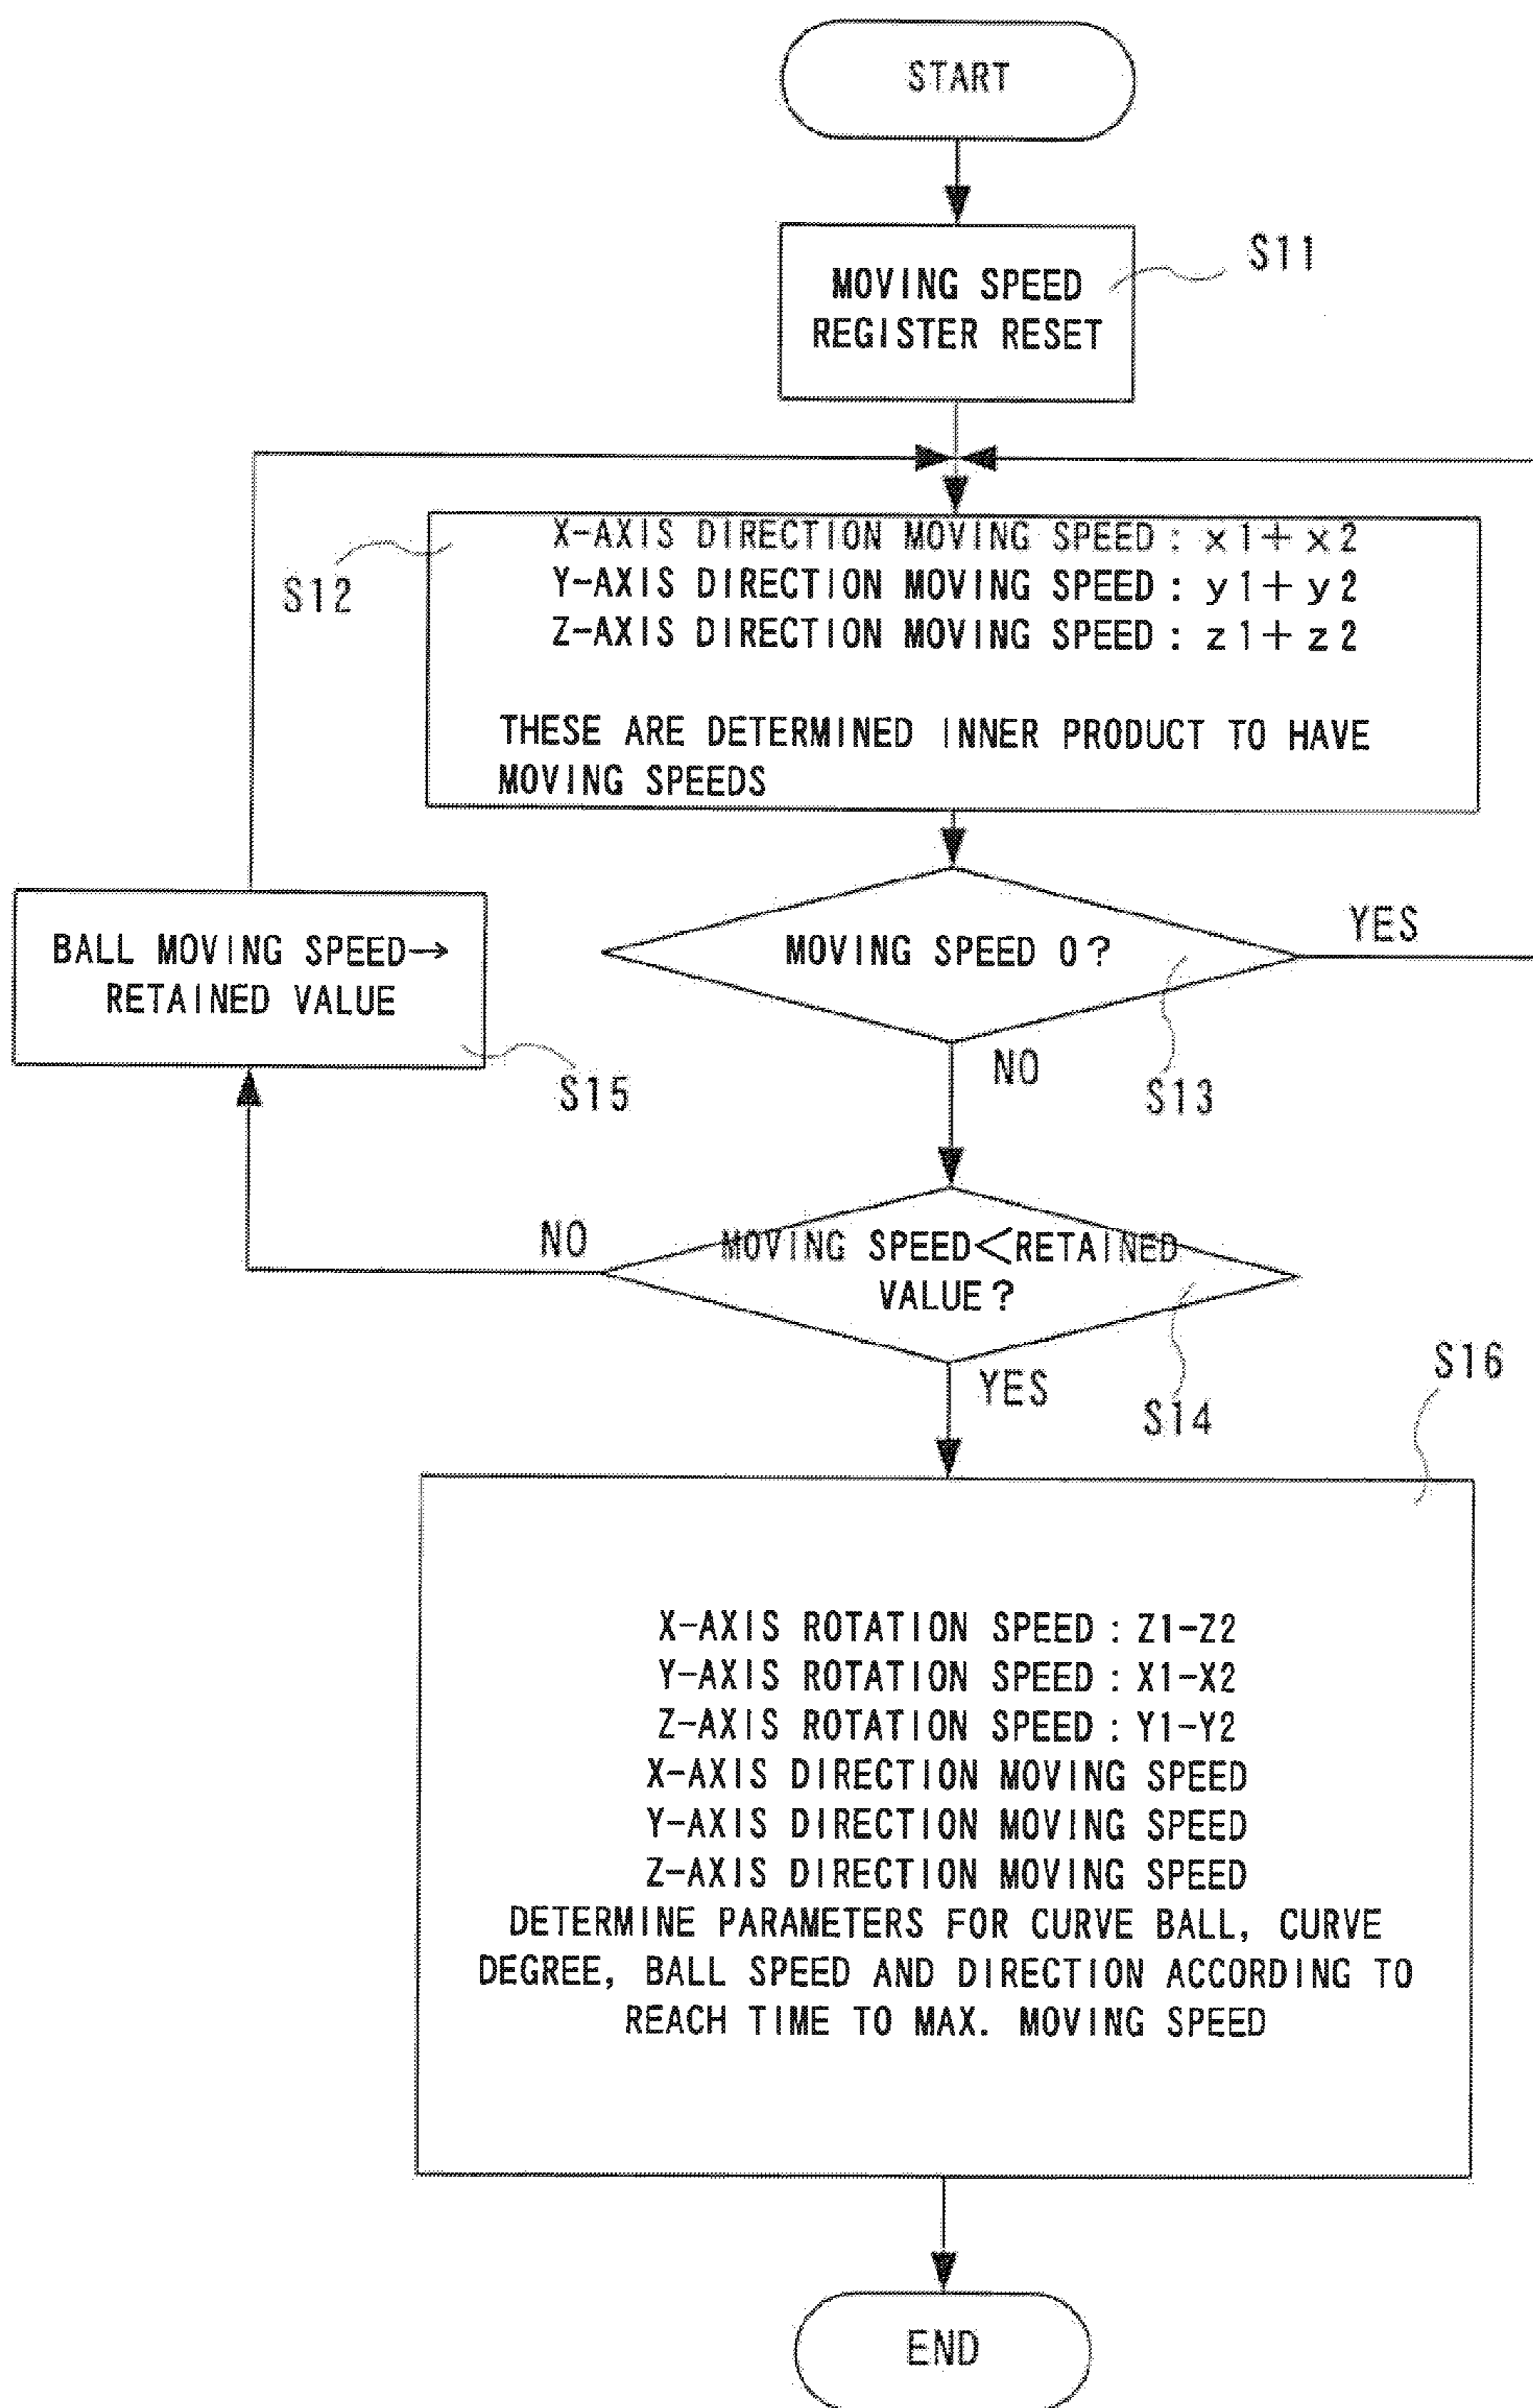 START
MOVING SPEED
REGISTER RESET
S11
X-AXIS DIRECTION MOVING SPEED: x1+x2
Y-AXIS DIRECTION MOVING SPEED: y1+y2
Z-AXIS DIRECTION MOVING SPEED: z1+z2
THESE ARE DETERMINED INNER PRODUCT TO HAVE
MOVING SPEEDS
S12
MOVING SPEED 0?
YES
NO
S13
BALL MOVING SPEED→
RETAINED VALUE
S15
NO
MOVING SPEED<RETAINED
VALUE?
YES
S14
S16
X-AXIS ROTATION SPEED:Z1-Z2
Y-AXIS ROTATION SPEED:X1-X2
Z-AXIS ROTATION SPEED:Y1-Y2
X-AXIS DIRECTION MOVING SPEED
Y-AXIS DIRECTION MOVING SPEED
Z-AXIS DIRECTION MOVING SPEED
DETERMINE PARAMETERS FOR CURVE BALL, CURVE
DEGREE, BALL SPEED AND DIRECTION ACCORDING TO
REACH TIME TO MAX. MOVING SPEED
END